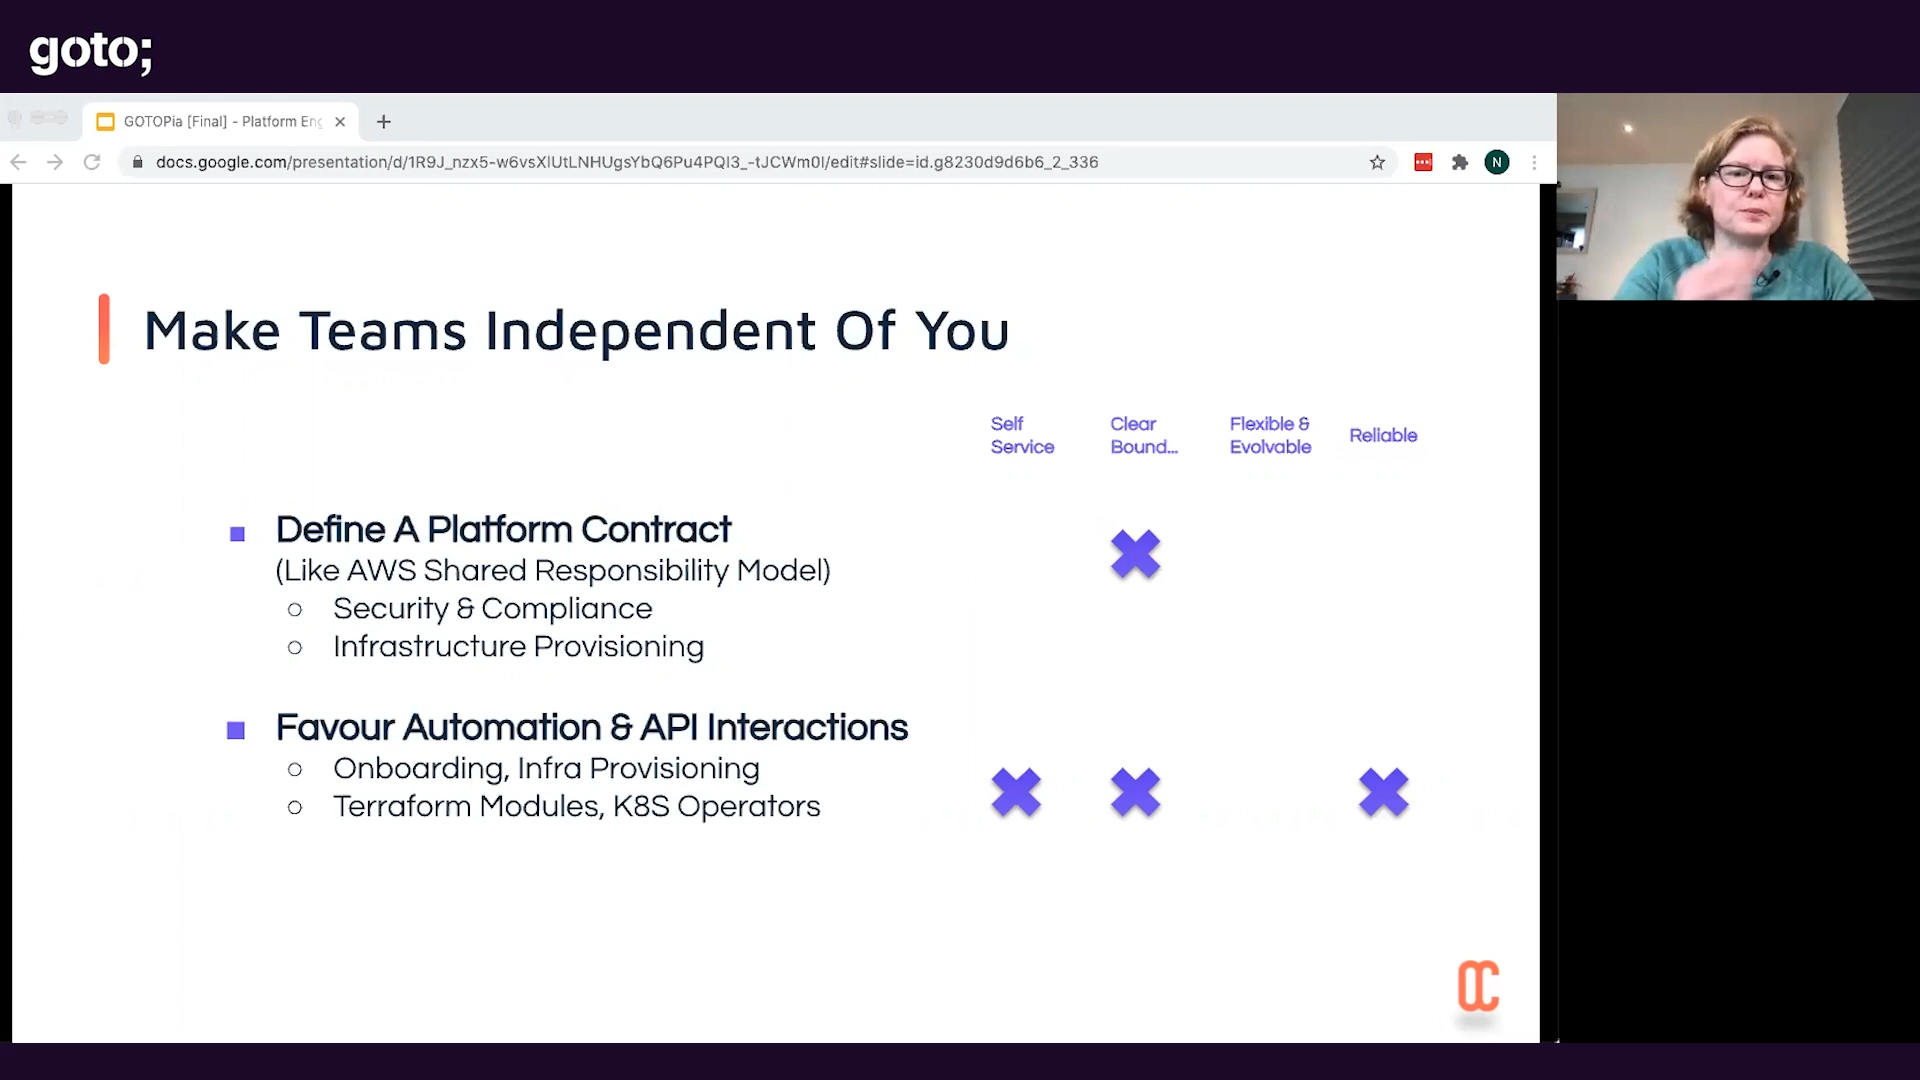 goto;
GOTOPia [Final] - Platform Eng
docs.google.com/presentation/d/1R9J_nzx5-w6vsXlUtLNHUgsYbQ6Pu4PQI3_-tJCWm0I/edit#slide=id.g8230d9d6b6_2_336
N
Make Teams Independent Of You
Self Service
Clear Bound...
Flexible & Evolvable
Reliable
Define A Platform Contract
(Like AWS Shared Responsibility Model)
Security & Compliance
Infrastructure Provisioning
Favour Automation & API Interactions
Onboarding, Infra Provisioning
Terraform Modules, K8S Operators